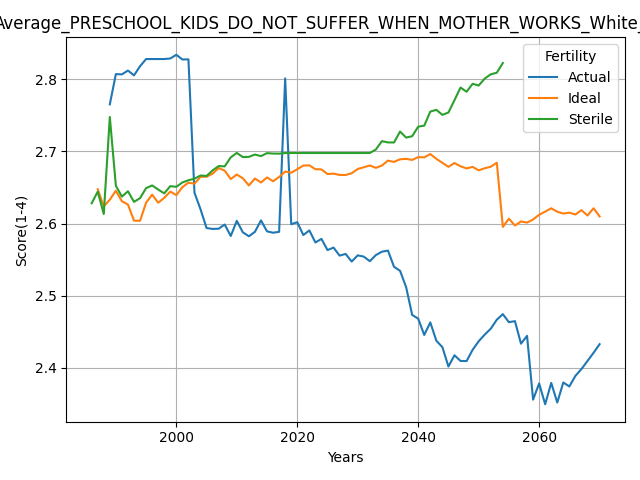 Average_PRESCHOOL_KIDS_DO_NOT_SUFFER_WHEN_MOTHER_WORKS_White_
Score(1-4)
2.8
2.7
2.6
2.5
2.4
2000 2020 2040 2060
Years
Fertility
Actual
Ideal
Sterile